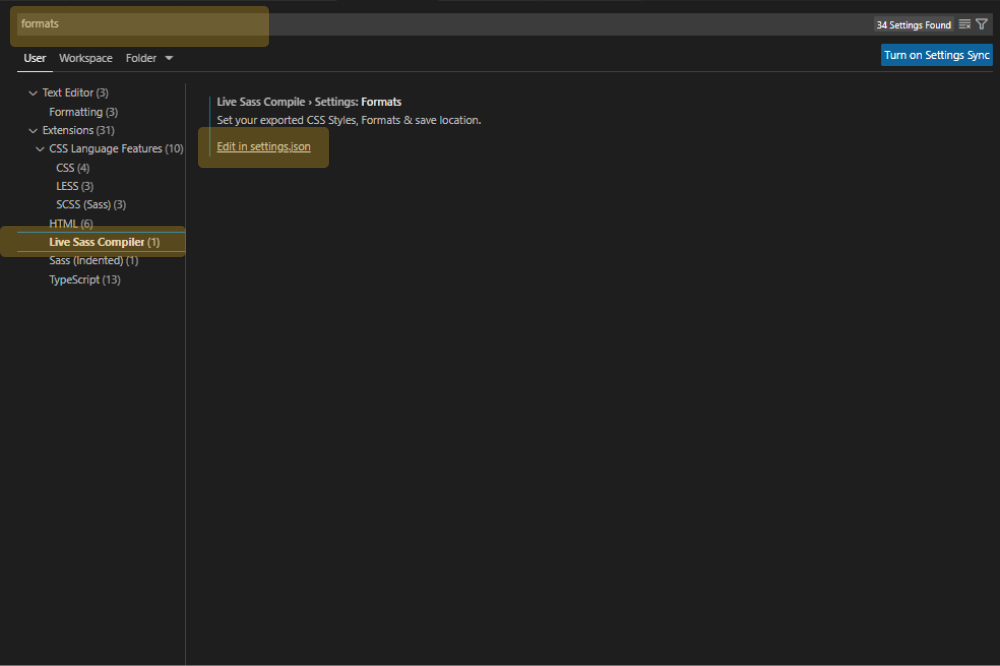 formats
34 Settings Found
User Workspace Folder
Turn on Settings Sync
Text Editor (3)
Formatting (3)
Extensions (31)
CSS Language Features (10)
CSS (4)
LESS (3)
SCSS (Sass) (3)
HTML (6)
Live Sass Compiler (1)
Sass (Indented) (1)
TypeScript (13)
Live Sass Compile › Settings: Formats
Set your exported CSS Styles, Formats & save location.
Edit in settings.json